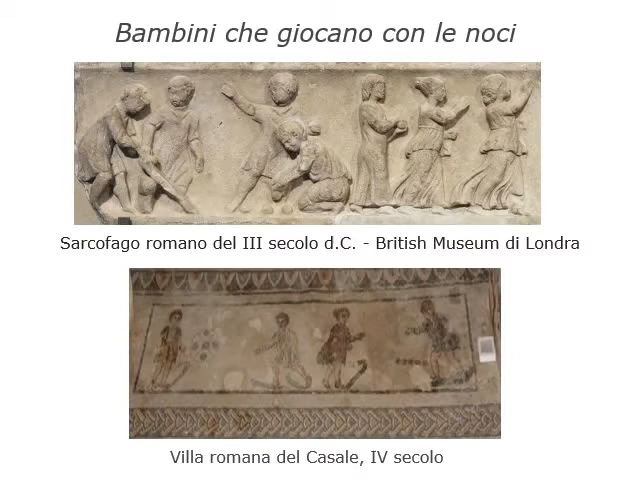 Bambini che giocano con le noci
Sarcofago romano del III secolo d.C. - British Museum di Londra
Villa romana del Casale, IV secolo